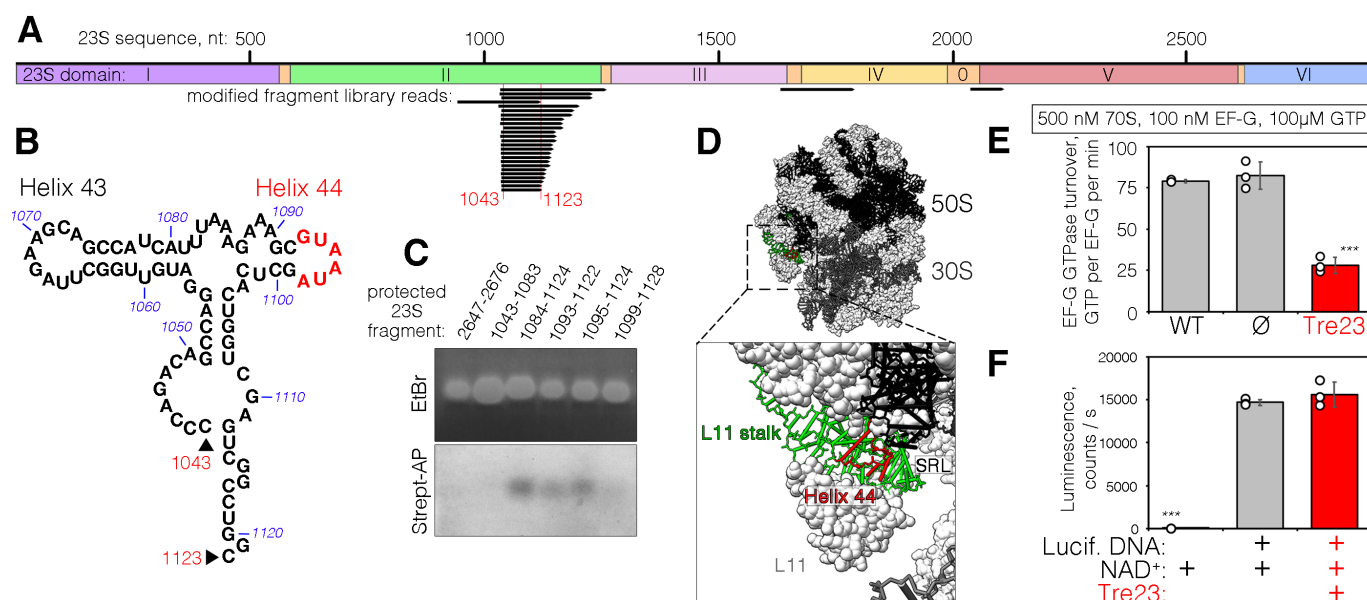 A
23S sequence, nt:
500
1000
1500
2000
2500
23S domain:
I
II
III
IV
0
V
VI
modified fragment library reads:
1043
1123
B
Helix 43
Helix 44
1070
1080
1090
1060
1100
1050
1110
1120
CCCAGACAGCCAGGAUGUUGGCUUAGAAGCAGCCAUCAUUUAAAGAAAGCGUAAUAGCUCACUGGUCGAGUCGGCCUGCGC
1043
1123
C
protected
23S
fragment:
2647-2676
1043-1083
1084-1124
1093-1122
1095-1124
1099-1128
EtBr
Strept-AP
D
50S
30S
L11 stalk
SRL
Helix 44
L11
500 nM 70S, 100 nM EF-G, 100µM GTP
E
EF-G GTPase turnover,
GTP per EF-G per min
100
75
50
25
0
***
WT
Ø
Tre23
F
Luminescence,
counts / s
20000
15000
10000
5000
0
***
Lucif. DNA: + +
NAD+: + + +
Tre23: +